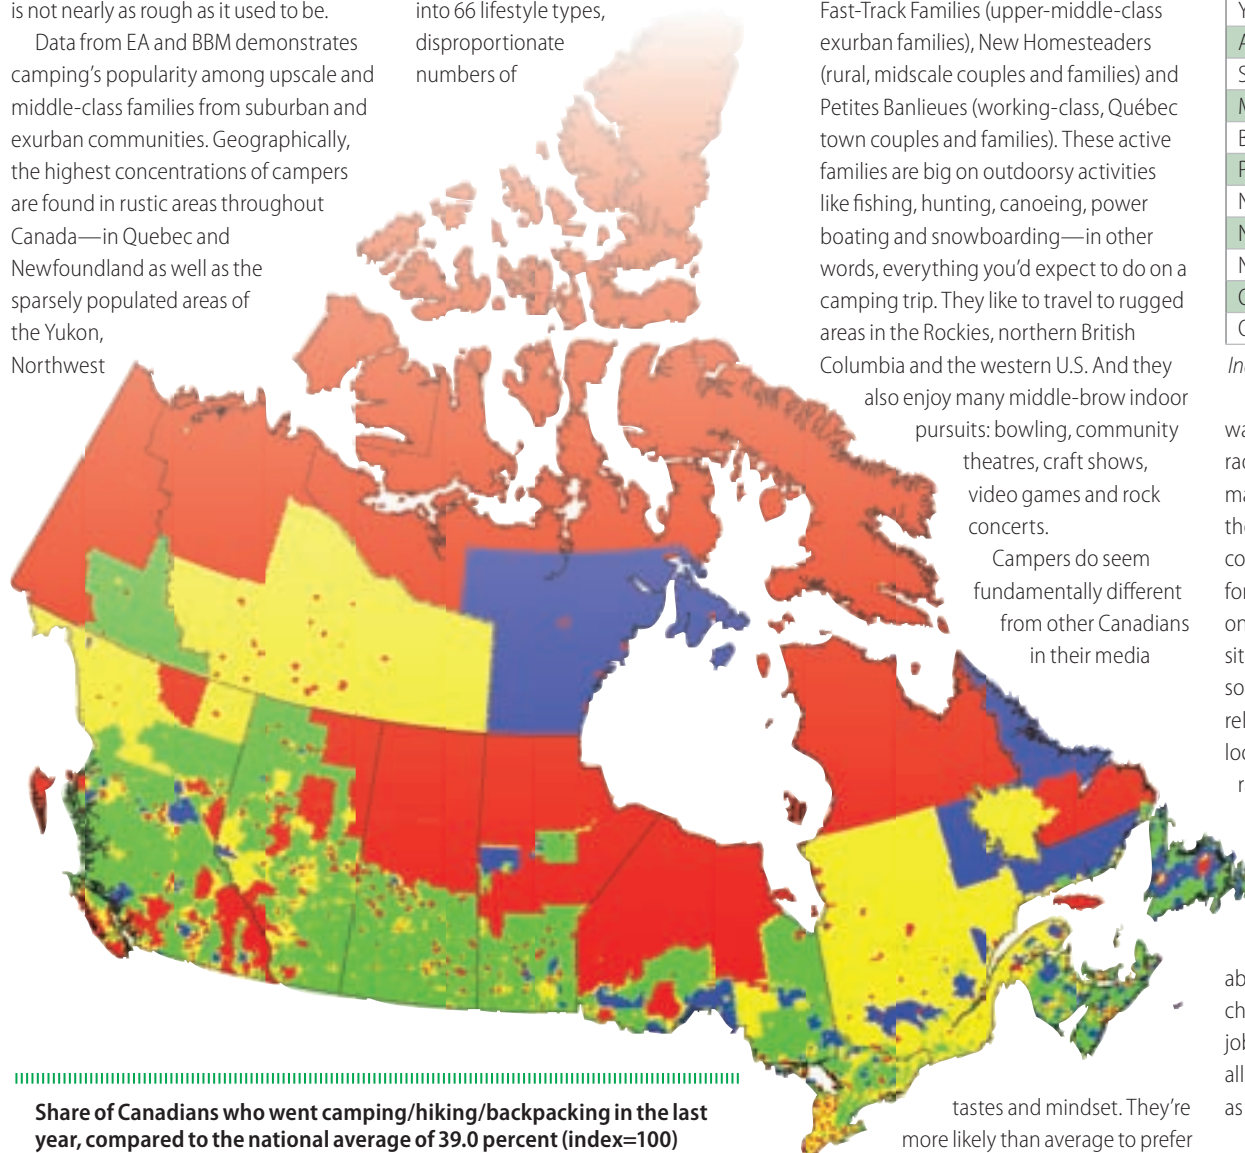 is not nearly as rough as it used to be.
Data from EA and BBM demonstrates
camping's popularity among upscale and
middle-class families from suburban and
exurban communities. Geographically,
the highest concentrations of campers
are found in rustic areas throughout
Canada—in Quebec and
Newfoundland as well as the
sparsely populated areas of
the Yukon,
Northwest
into 66 lifestyle types,
disproportionate
numbers of
Fast-Track Families (upper-middle-class
exurban families), New Homesteaders
(rural, midscale couples and families) and
Petites Banlieues (working-class, Québec
town couples and families). These active
families are big on outdoorsy activities
like fishing, hunting, canoeing, power
boating and snowboarding—in other
words, everything you'd expect to do on a
camping trip. They like to travel to rugged
areas in the Rockies, northern British
Columbia and the western U.S. And they
also enjoy many middle-brow indoor
pursuits: bowling, community
theatres, craft shows,
video games and rock
concerts.
Campers do seem
fundamentally different
from other Canadians
in their media
tastes and mindset. They're
more likely than average to prefer
Share of Canadians who went camping/hiking/backpacking in the last
year, compared to the national average of 39.0 percent (index=100)